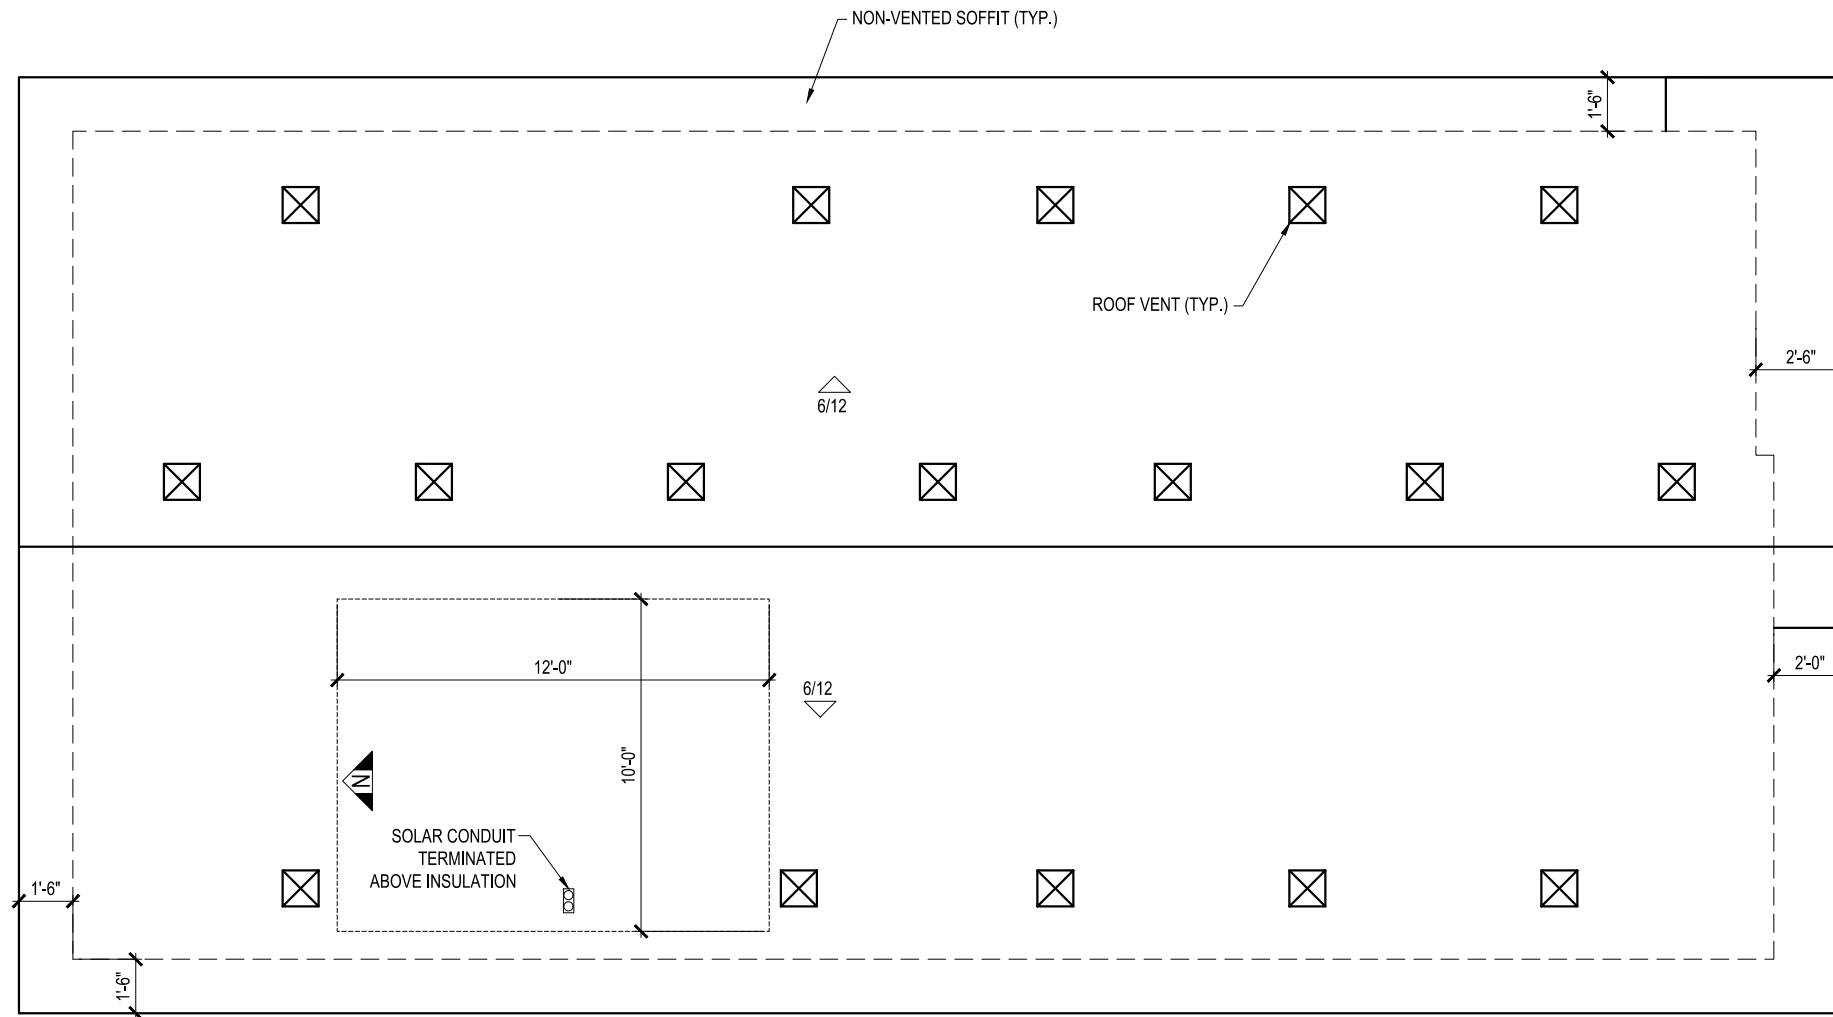 NON-VENTED SOFFIT (TYP.)
1'-6"
ROOF VENT (TYP.)
2'-6"
6/12
12'-0"
6/12
2'-0"
10'-0"
N
SOLAR CONDUIT
TERMINATED
ABOVE INSULATION
1'-6"
1'-6"